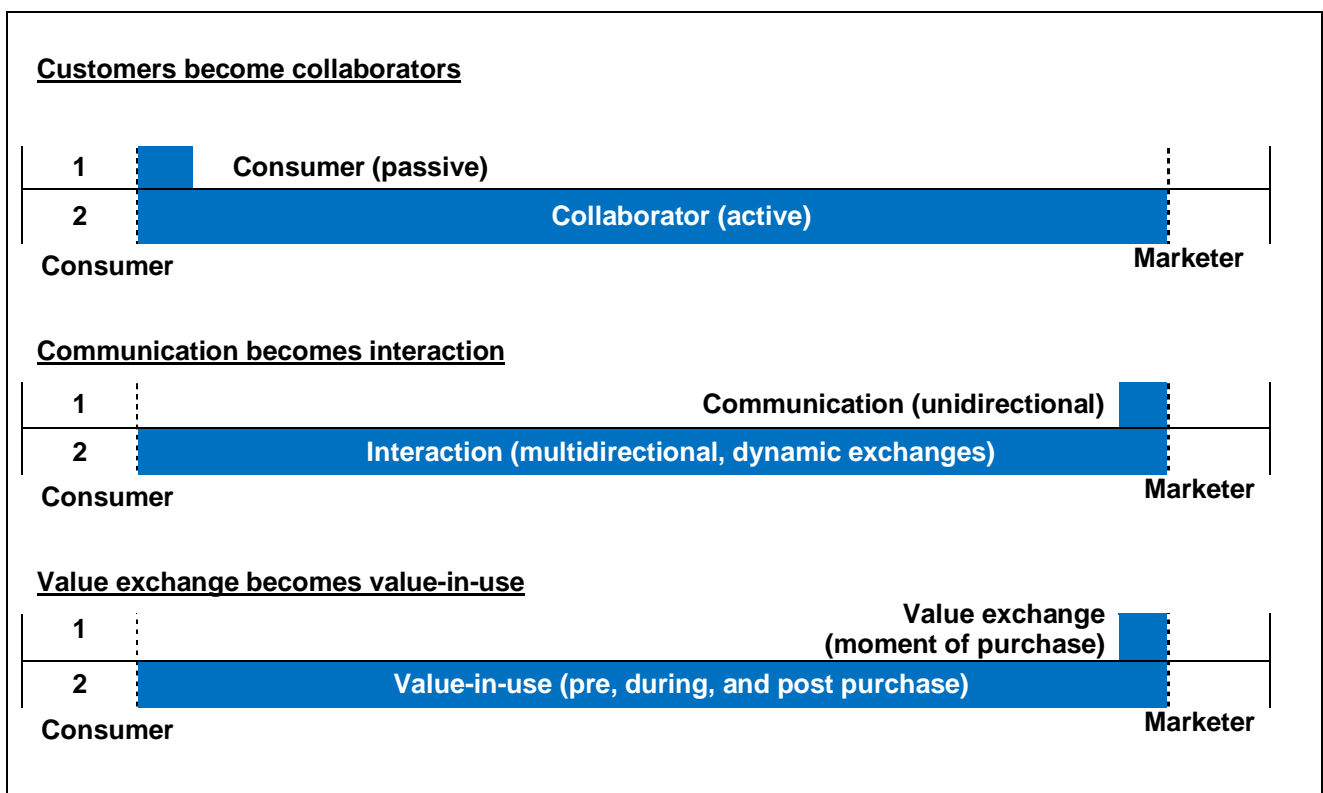 Customers become collaborators
1 Consumer (passive)
2 Collaborator (active)
Consumer Marketer
Communication becomes interaction
1 Communication (unidirectional)
2 Interaction (multidirectional, dynamic exchanges)
Consumer Marketer
Value exchange becomes value-in-use
1 Value exchange
(moment of purchase)
2 Value-in-use (pre, during, and post purchase)
Consumer Marketer